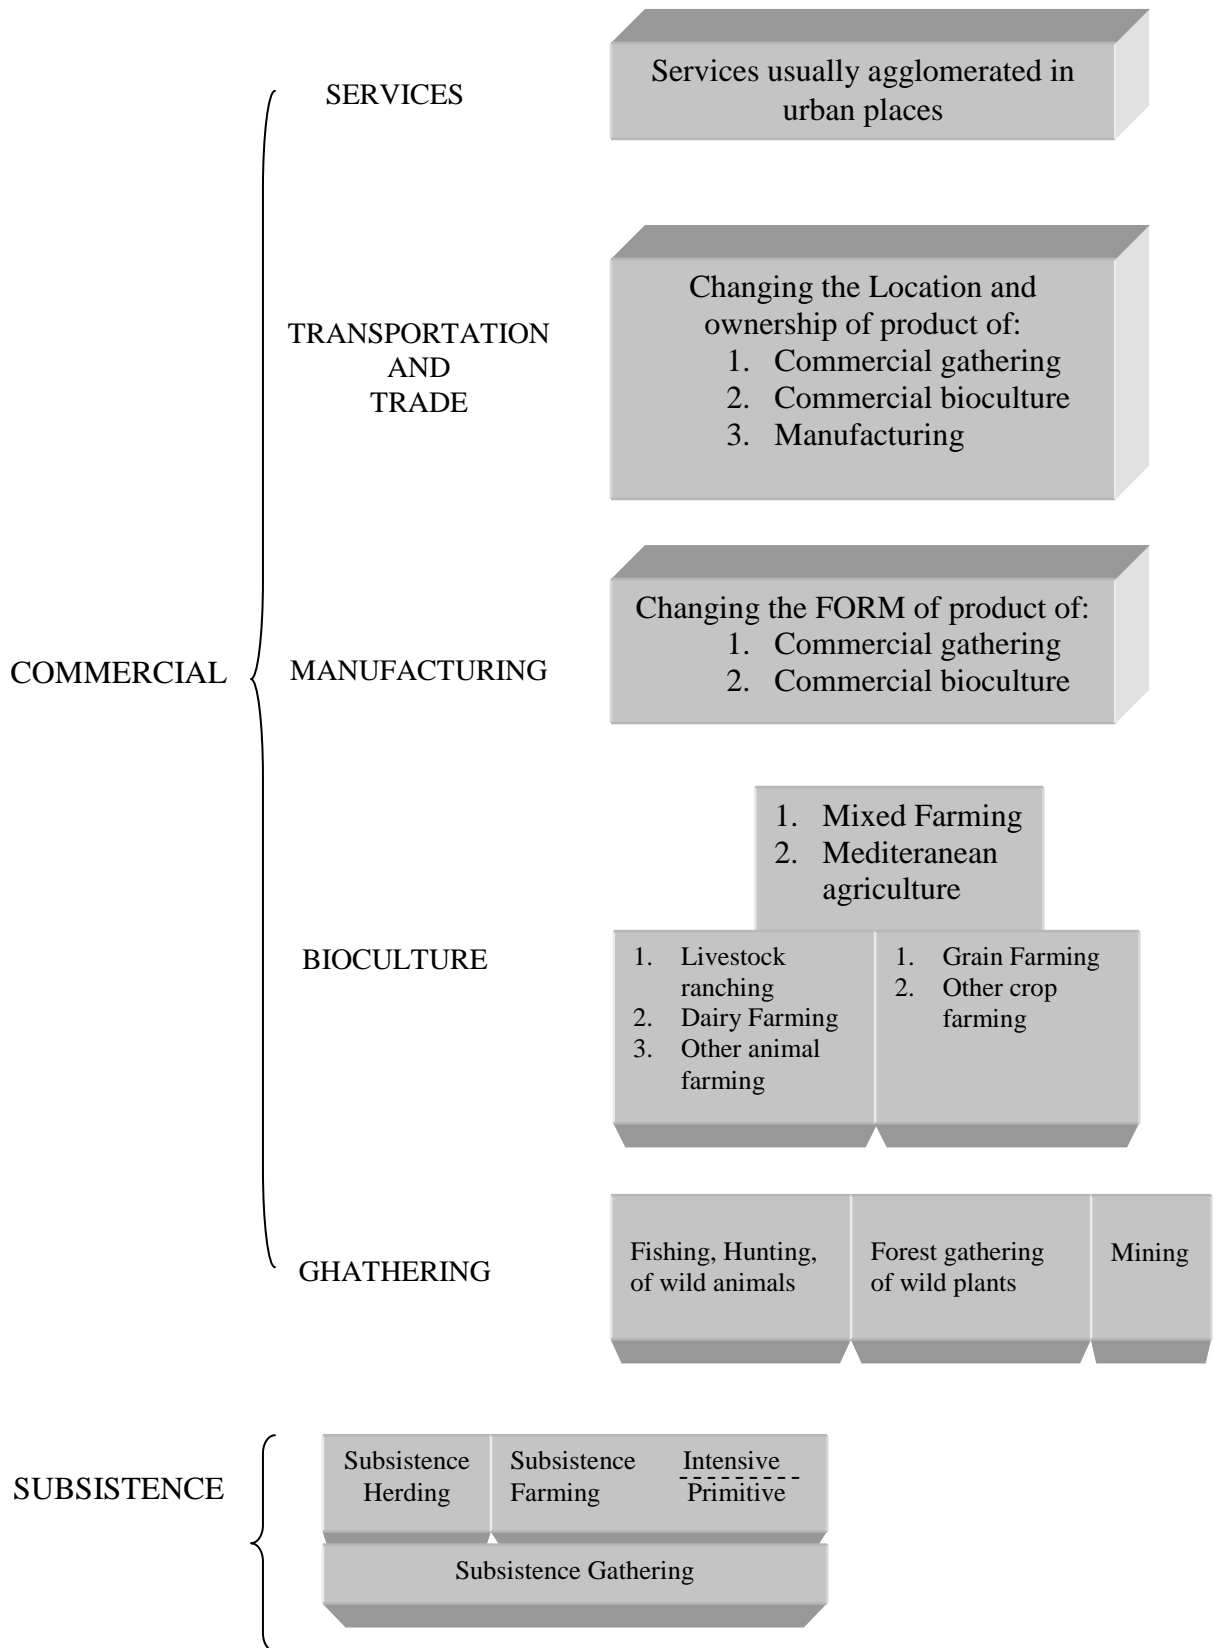 SERVICES
Services usually agglomerated in
urban places
TRANSPORTATION
AND
TRADE
Changing the Location and
ownership of product of:
1. Commercial gathering
2. Commercial bioculture
3. Manufacturing
COMMERCIAL
MANUFACTURING
Changing the FORM of product of:
1. Commercial gathering
2. Commercial bioculture
BIOCULTURE
1. Mixed Farming
2. Mediteranean
agriculture
1. Livestock
ranching
2. Dairy Farming
3. Other animal
farming
1. Grain Farming
2. Other crop
farming
GHATHERING
Fishing, Hunting,
of wild animals
Forest gathering
of wild plants
Mining
SUBSISTENCE
Subsistence
Herding
Subsistence
Farming
Intensive
Primitive
Subsistence Gathering